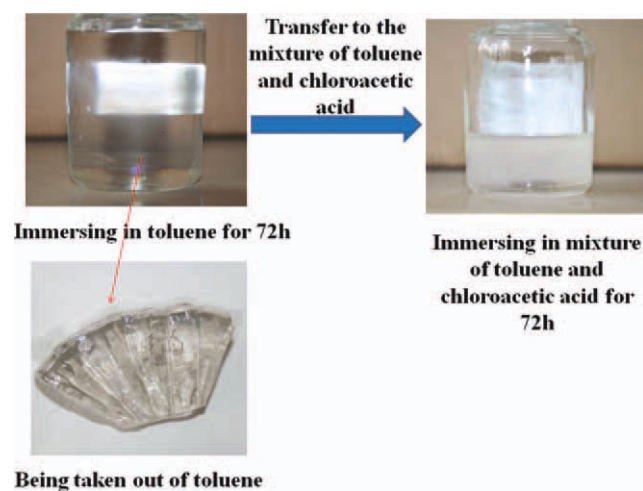 Transfer to the
mixture of toluene
and chloroacetic
acid
Immersing in toluene for 72h
Immersing in mixture
of toluene and
chloroacetic acid for
72h
Being taken out of toluene